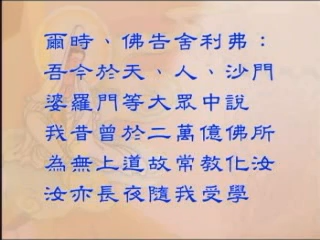 爾時、佛告舍利弗：
吾今於天、人、沙門
婆羅門等大眾中說
我昔曾於二萬億佛所
為無上道故常教化汝
汝亦長夜隨我受學